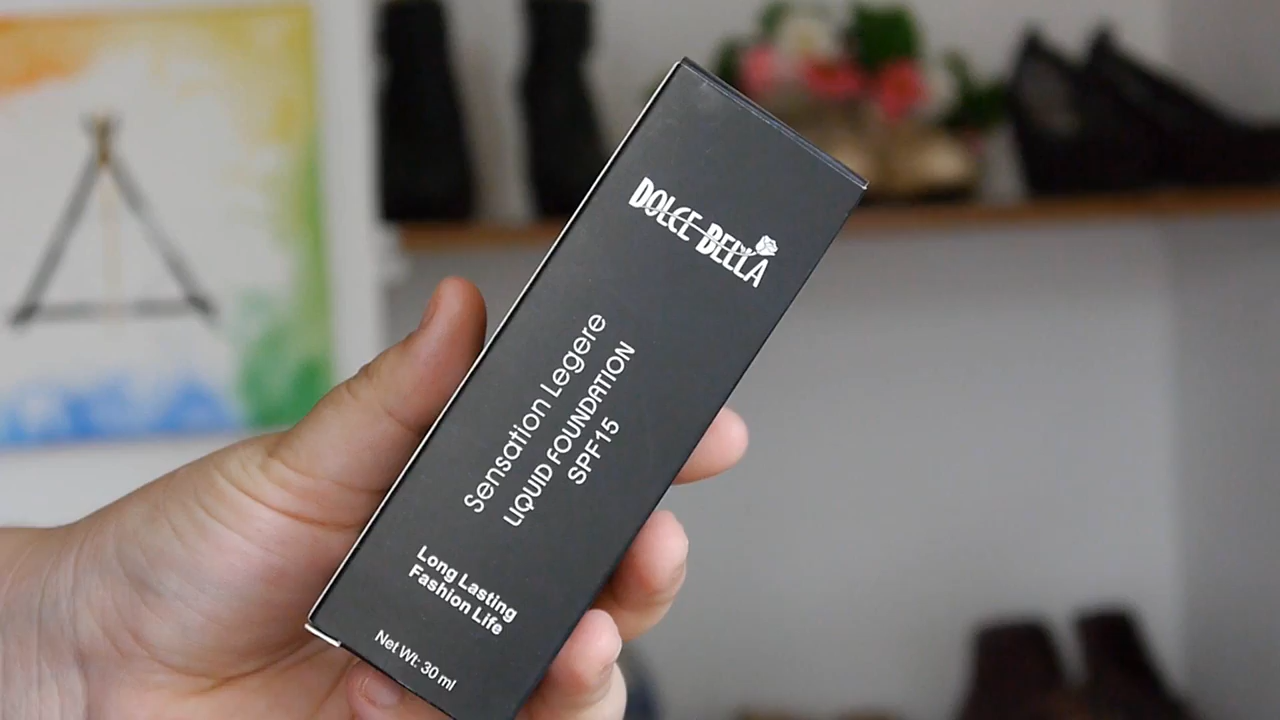 DOLCE BELLA
Sensation Legere
LIQUID FOUNDATION
SPF15
Long Lasting
Fashion Life
Net Wt: 30 ml